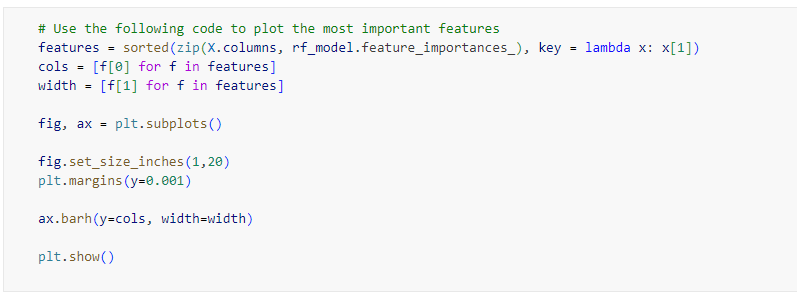 # Use the following code to plot the most important features
features = sorted(zip(X.columns, rf_model.feature_importances_), key = lambda x: x[1])
cols = [f[0] for f in features]
width = [f[1] for f in features]
fig, ax = plt.subplots()
fig.set_size_inches(1,20)
plt.margins(y=0.001)
ax.barh(y=cols, width=width)
plt.show()